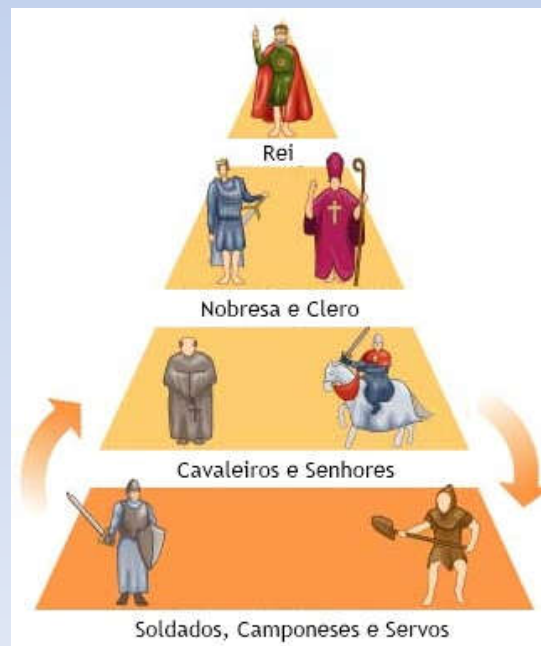 Rei
Nobresa e Clero
Cavaleiros e Senhores
Soldados, Camponeses e Servos